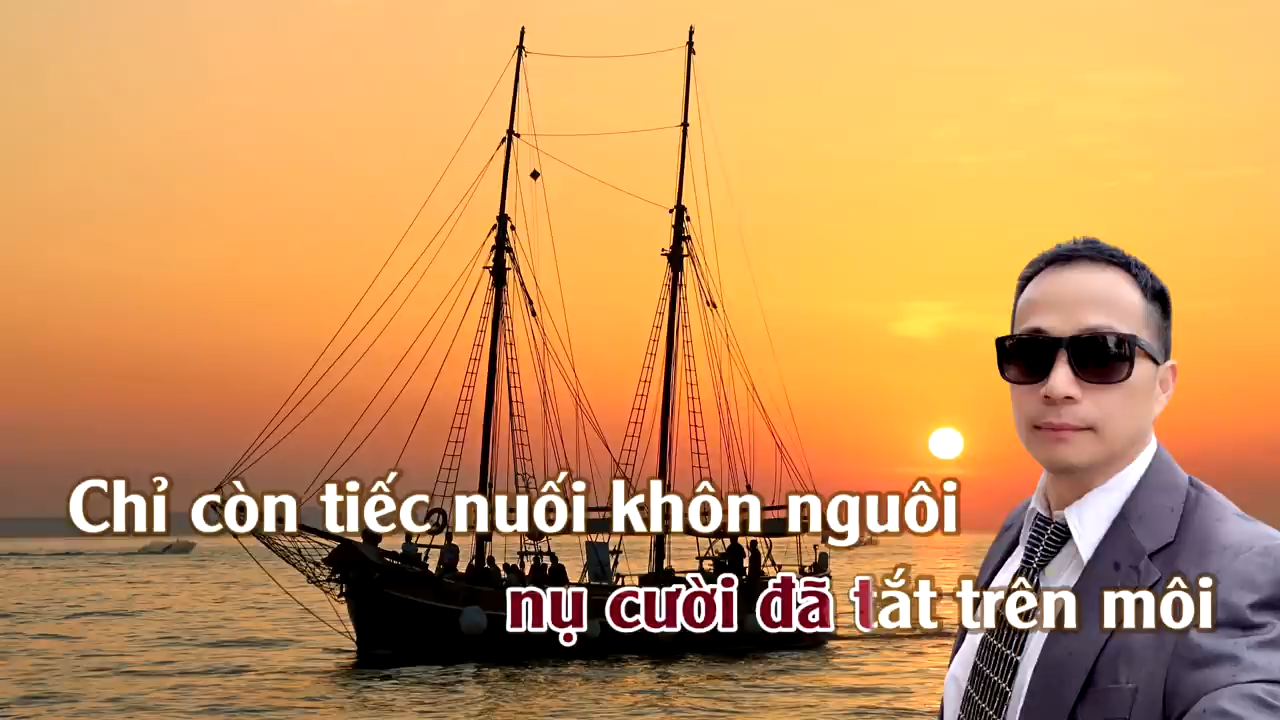 Chỉ còn tiếc nuối khôn nguôi
nụ cười đã tắt trên môi